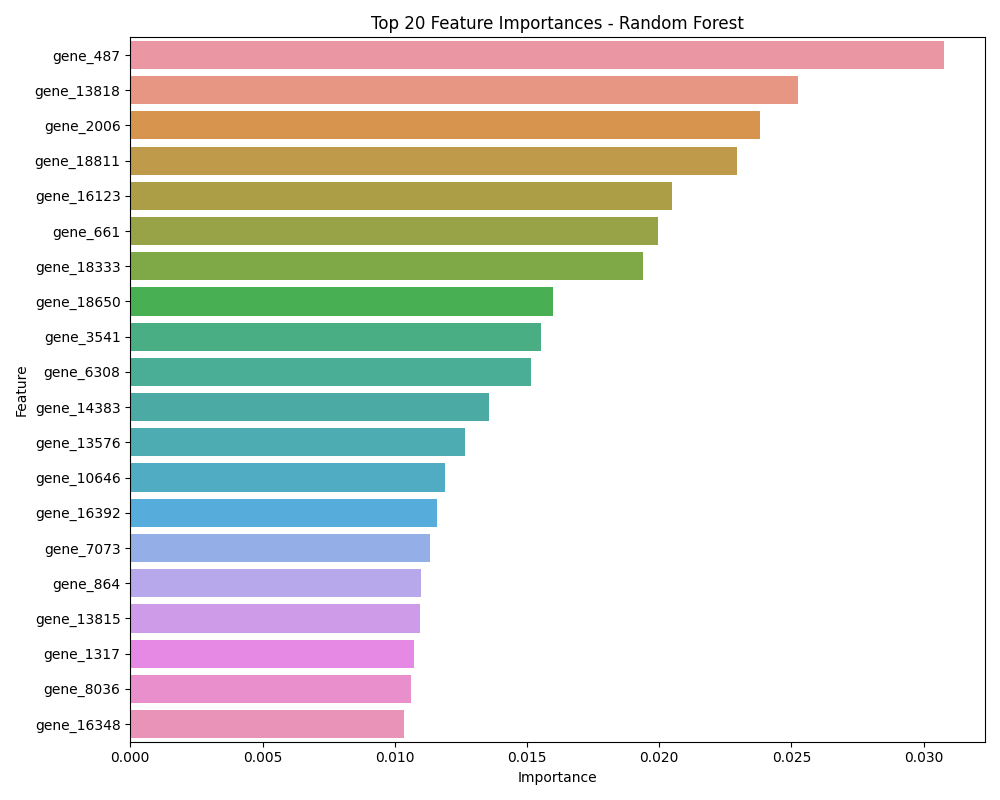 Top 20 Feature Importances - Random Forest
gene_487
gene_13818
gene_2006
gene_18811
gene_16123
gene_661
gene_18333
gene_18650
gene_3541
gene_6308
gene_14383
gene_13576
gene_10646
gene_16392
gene_7073
gene_864
gene_13815
gene_1317
gene_8036
gene_16348
Feature
0.000 0.005 0.010 0.015 0.020 0.025 0.030
Importance